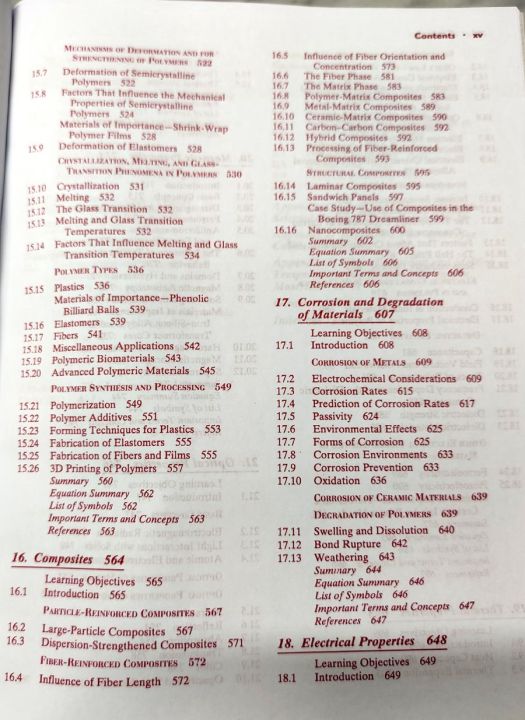 Contents • xv
MECHANISMS OF DEFORMATION AND FOR
STRENGTHENING OF POLYMERS 522
15.7 Deformation of Semicrystalline
Polymers 522
15.8 Factors That Influence the Mechanical
Properties of Semicrystalline
Polymers 524
Materials of Importance—Shrink-Wrap
Polymer Films 528
15.9 Deformation of Elastomers 528
CRYSTALLIZATION, MELTING, AND GLASS-
TRANSITION PHENOMENA IN POLYMERS 530
15.10 Crystallization 531
15.11 Melting 532
15.12 The Glass Transition 532
15.13 Melting and Glass Transition
Temperatures 532
15.14 Factors That Influence Melting and Glass
Transition Temperatures 534
POLYMER TYPES 536
15.15 Plastics 536
Materials of Importance—Phenolic
Billiard Balls 539
15.16 Elastomers 539
15.17 Fibers 541
15.18 Miscellaneous Applications 542
15.19 Polymeric Biomaterials 543
15.20 Advanced Polymeric Materials 545
POLYMER SYNTHESIS AND PROCESSING 549
15.21 Polymerization 549
15.22 Polymer Additives 551
15.23 Forming Techniques for Plastics 553
15.24 Fabrication of Elastomers 555
15.25 Fabrication of Fibers and Films 555
15.26 3D Printing of Polymers 557
Summary 560
Equation Summary 562
List of Symbols 562
Important Terms and Concepts 563
References 563
16. Composites 564
Learning Objectives 565
16.1 Introduction 565
PARTICLE-REINFORCED COMPOSITES 567
16.2 Large-Particle Composites 567
16.3 Dispersion-Strengthened Composites 571
FIBER-REINFORCED COMPOSITES 572
16.4 Influence of Fiber Length 572
16.5 Influence of Fiber Orientation and
Concentration 573
16.6 The Fiber Phase 581
16.7 The Matrix Phase 583
16.8 Polymer-Matrix Composites 583
16.9 Metal-Matrix Composites 589
16.10 Ceramic-Matrix Composites 590
16.11 Carbon–Carbon Composites 592
16.12 Hybrid Composites 592
16.13 Processing of Fiber-Reinforced
Composites 593
STRUCTURAL COMPOSITES 595
16.14 Laminar Composites 595
16.15 Sandwich Panels 597
Case Study—Use of Composites in the
Boeing 787 Dreamliner 599
16.16 Nanocomposites 600
Summary 602
Equation Summary 605
List of Symbols 606
Important Terms and Concepts 606
References 606
17. Corrosion and Degradation
of Materials 607
Learning Objectives 608
17.1 Introduction 608
CORROSION OF METALS 609
17.2 Electrochemical Considerations 609
17.3 Corrosion Rates 615
17.4 Prediction of Corrosion Rates 617
17.5 Passivity 624
17.6 Environmental Effects 625
17.7 Forms of Corrosion 625
17.8 Corrosion Environments 633
17.9 Corrosion Prevention 633
17.10 Oxidation 636
CORROSION OF CERAMIC MATERIALS 639
DEGRADATION OF POLYMERS 639
17.11 Swelling and Dissolution 640
17.12 Bond Rupture 642
17.13 Weathering 643
Summary 644
Equation Summary 646
List of Symbols 646
Important Terms and Concepts 647
References 647
18. Electrical Properties 648
Learning Objectives 649
18.1 Introduction 649